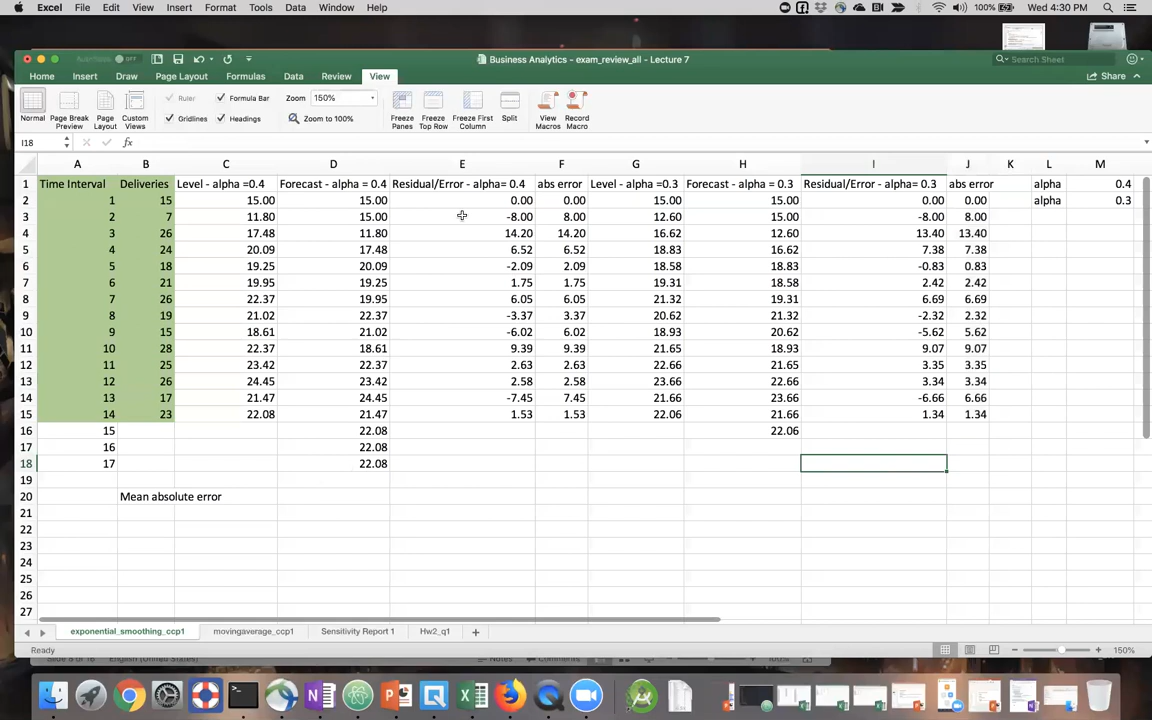 Excel File Edit View Insert Format Tools Data Window Help 100% Wed 4:30 PM
Business Analytics - exam_review_all - Lecture 7
Search Sheet
Home Insert Draw Page Layout Formulas Data Review View Share
Normal Page Break Preview Page Layout Custom Views Ruler Formula Bar Gridlines Headings Zoom 150% Zoom to 100% Freeze Panes Freeze Top Row Freeze First Column Split View Macros Record Macro
I18 fx
A B C D E F G H I J K L M
1 Time Interval Deliveries Level - alpha =0.4 Forecast - alpha = 0.4 Residual/Error - alpha= 0.4 abs error Level - alpha =0.3 Forecast - alpha = 0.3 Residual/Error - alpha= 0.3 abs error alpha 0.4
2 1 15 15.00 15.00 0.00 0.00 15.00 15.00 0.00 0.00 alpha 0.3
3 2 7 11.80 15.00 -8.00 8.00 12.60 15.00 -8.00 8.00
4 3 26 17.48 11.80 14.20 14.20 16.62 12.60 13.40 13.40
5 4 24 20.09 17.48 6.52 6.52 18.83 16.62 7.38 7.38
6 5 18 19.25 20.09 -2.09 2.09 18.58 18.83 -0.83 0.83
7 6 21 19.95 19.25 1.75 1.75 19.31 18.58 2.42 2.42
8 7 26 22.37 19.95 6.05 6.05 21.32 19.31 6.69 6.69
9 8 19 21.02 22.37 -3.37 3.37 20.62 21.32 -2.32 2.32
10 9 15 18.61 21.02 -6.02 6.02 18.93 20.62 -5.62 5.62
11 10 28 22.37 18.61 9.39 9.39 21.65 18.93 9.07 9.07
12 11 25 23.42 22.37 2.63 2.63 22.66 21.65 3.35 3.35
13 12 26 24.45 23.42 2.58 2.58 23.66 22.66 3.34 3.34
14 13 17 21.47 24.45 -7.45 7.45 21.66 23.66 -6.66 6.66
15 14 23 22.08 21.47 1.53 1.53 22.06 21.66 1.34 1.34
16 15 22.08 22.06
17 16 22.08
18 17 22.08
19
20 Mean absolute error
21
22
23
24
25
26
27
exponential_smoothing_ccp1 movingaverage_ccp1 Sensitivity Report 1 Hw2_q1
Ready 150%